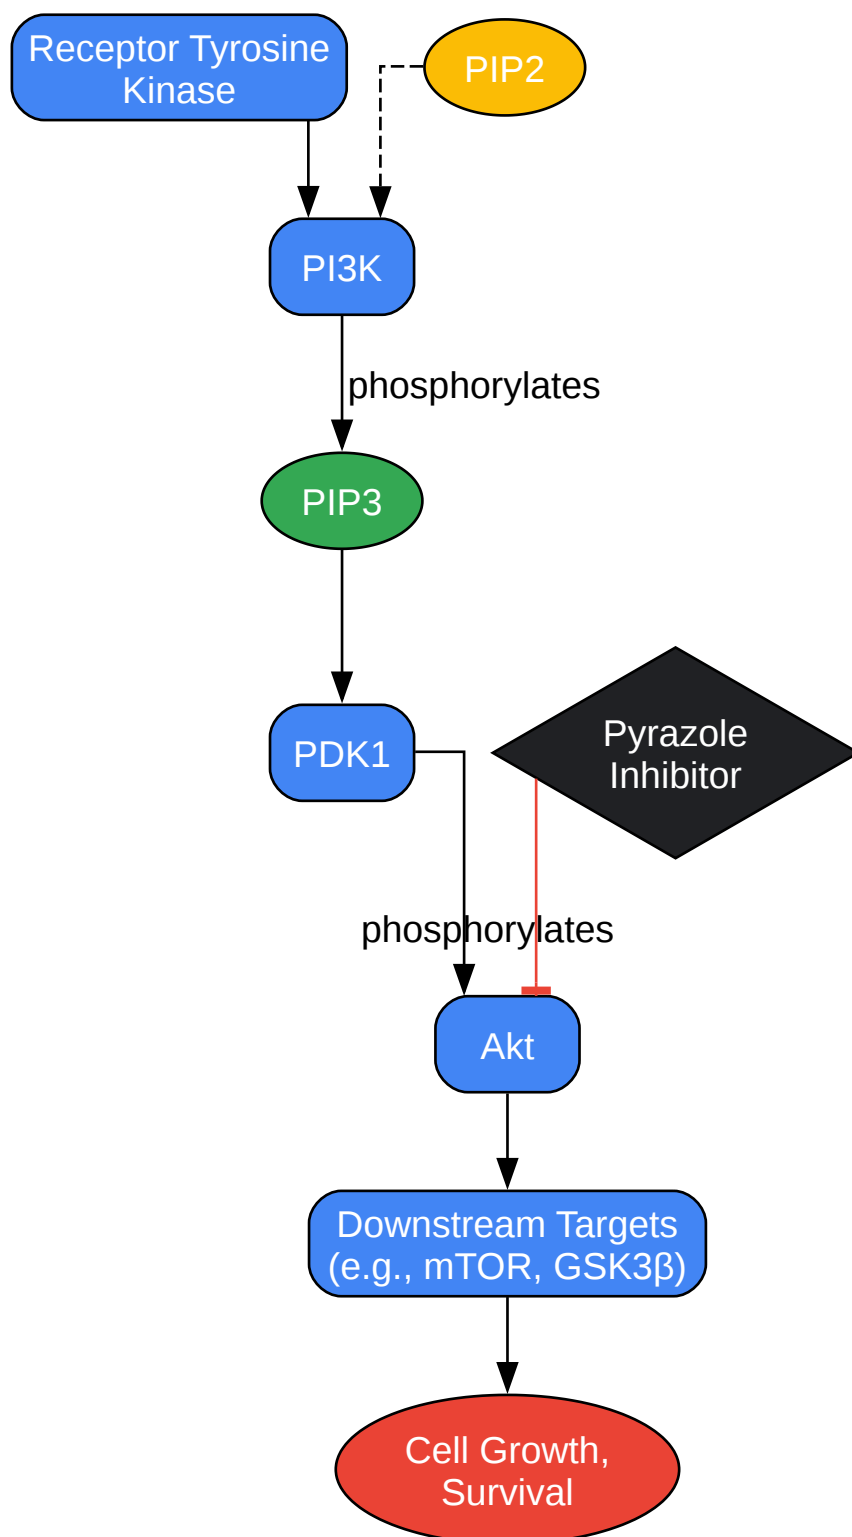 Receptor Tyrosine
Kinase
PIP2
PI3K
phosphorylates
PIP3
PDK1
Pyrazole
Inhibitor
phosphorylates
Akt
Downstream Targets
(e.g., mTOR, GSK3β)
Cell Growth,
Survival